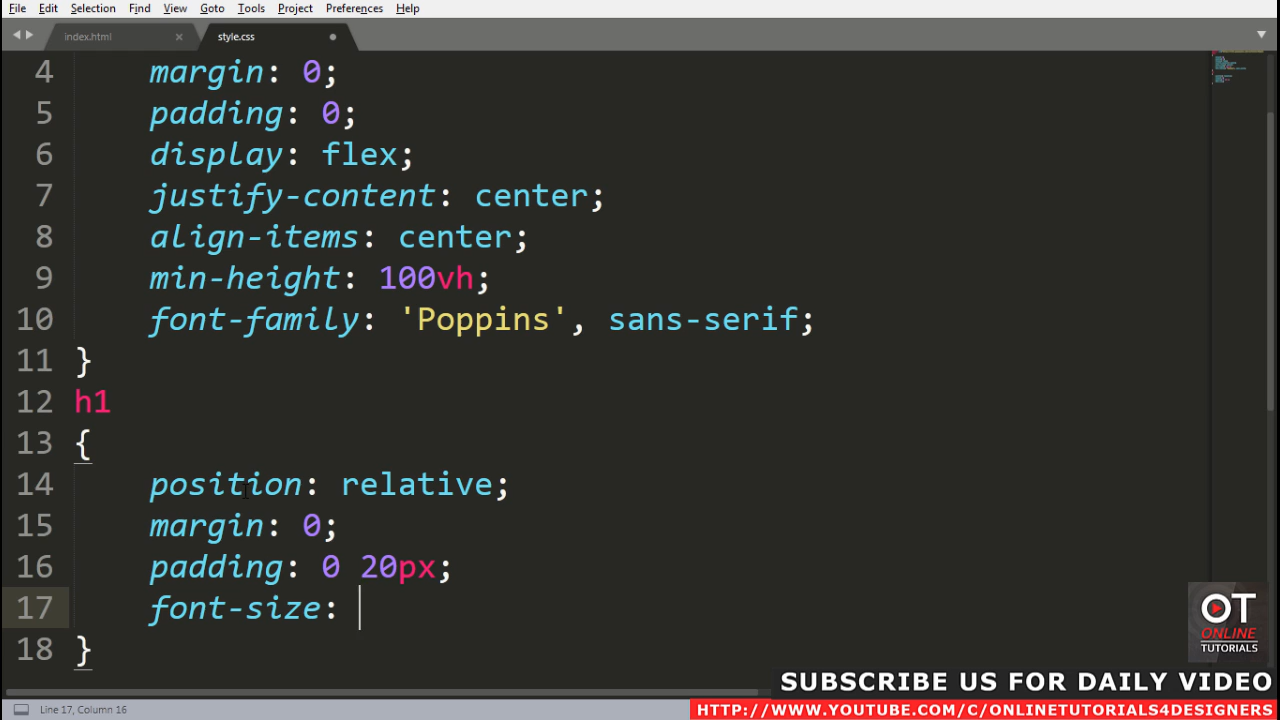 File Edit Selection Find View Goto Tools Project Preferences Help
index.html × style.css
4 margin: 0;
5 padding: 0;
6 display: flex;
7 justify-content: center;
8 align-items: center;
9 min-height: 100vh;
10 font-family: 'Poppins', sans-serif;
11 }
12 h1
13 {
14 position: relative;
15 margin: 0;
16 padding: 0 20px;
17 font-size:
18 }
OT
ONLINE
TUTORIALS
SUBSCRIBE US FOR DAILY VIDEO
Line 17, Column 16
HTTP://WWW.YOUTUBE.COM/C/ONLINETUTORIALS4DESIGNERS